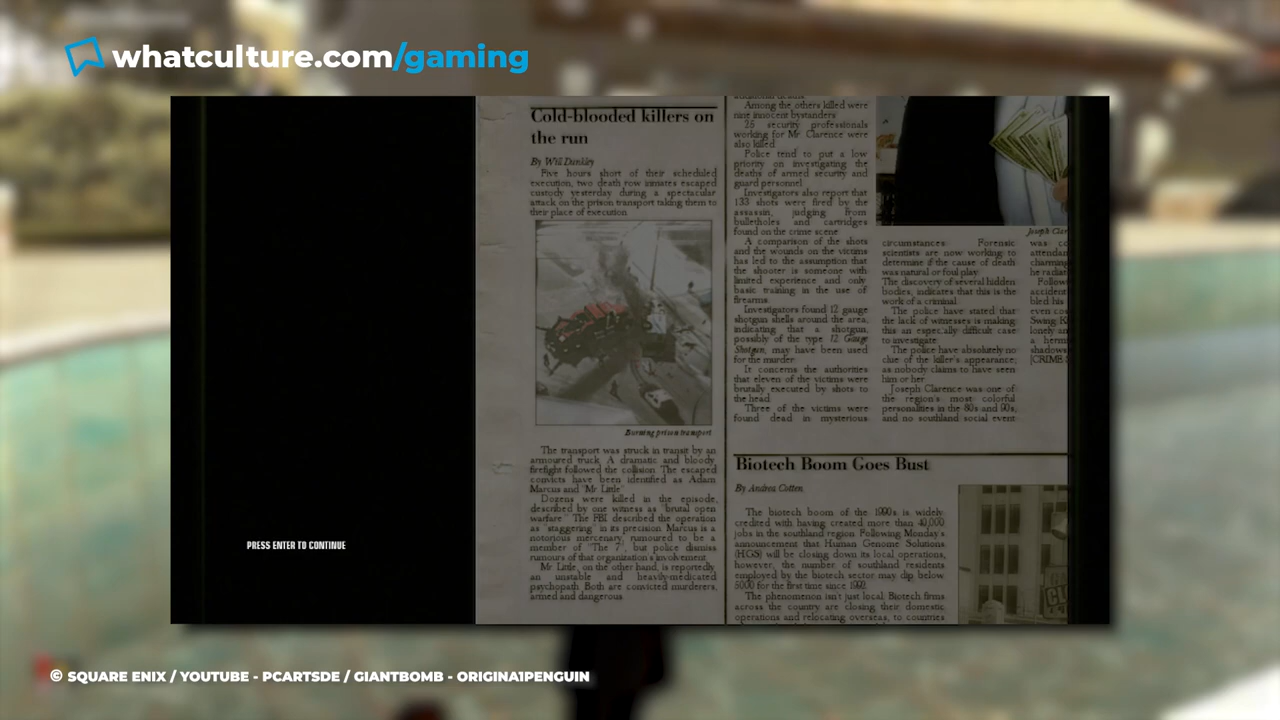 whatculture.com/gaming
Cold-blooded killers on
the run
By Will Dunkley
Five hours short of their scheduled
execution, two death row inmates escaped
custody yesterday during a spectacular
attack on the prison transport taking them to
their place of execution.
Burning prison transport
The transport was struck in transit by an
armoured truck. A dramatic and bloody
firefight followed the collision. The escaped
convicts have been identified as Adam
Marcus and "Mr Little"
Dozens were killed in the episode,
described by one witness as "brutal open
warfare". The FBI described the operation
as "staggering" in its precision. Marcus is a
notorious mercenary, rumoured to be a
member of "The 7", but police dismiss
rumours of that organization's involvement.
Mr Little, on the other hand, is reportedly
an unstable and heavily-medicated
psychopath. Both are convicted murderers,
armed and dangerous.
Among the others killed were
nine innocent bystanders.
25 security professionals
working for Mr. Clarence were
also killed.
Police tend to put a low
priority on investigating the
deaths of armed security and
guard personnel.
Investigators also report that
133 shots were fired by the
assassin, judging from
bulletholes and cartridges
found on the crime scene.
A comparison of the shots
and the wounds on the victims
has led to the assumption that
the shooter is someone with
limited experience and only
basic training in the use of
firearms.
Investigators found 12 gauge
shotgun shells around the area,
indicating that a shotgun,
possibly of the type 12 Gauge
Shotgun, may have been used
for the murder.
It concerns the authorities
that eleven of the victims were
brutally executed by shots to
the head.
Three of the victims were
found dead in mysterious
circumstances. Forensic
scientists are now working to
determine if the cause of death
was natural or foul play.
The discovery of several hidden
bodies, indicates that this is the
work of a criminal.
The police have stated that
the lack of witnesses is making
this an especially difficult case
to investigate.
The police have absolutely no
clue of the killer's appearance,
as nobody claims to have seen
him or her.
Joseph Clarence was one of
the region's most colorful
personalities in the 80s and 90s,
and no southland social event
Joseph Clar
was co
attenda
charmin
he radia
Follow
accident
bled his
even cos
Swing K
lonely an
a herm
shadows
[CRIME
Biotech Boom Goes Bust
By Andrea Cotten
The biotech boom of the 1990s is widely
credited with having created more than 40,000
jobs in the southland region. Following Monday's
announcement that Human Genome Solutions
(HGS) will be closing down its local operations,
however, the number of southland residents
employed by the biotech sector may dip below
5000 for the first time since 1992.
The phenomenon isn't just local. Biotech firms
across the country are closing their domestic
operations and relocating overseas, to countries
PRESS ENTER TO CONTINUE
© SQUARE ENIX / YOUTUBE - PCARTSDE / GIANTBOMB - ORIGINA1PENGUIN